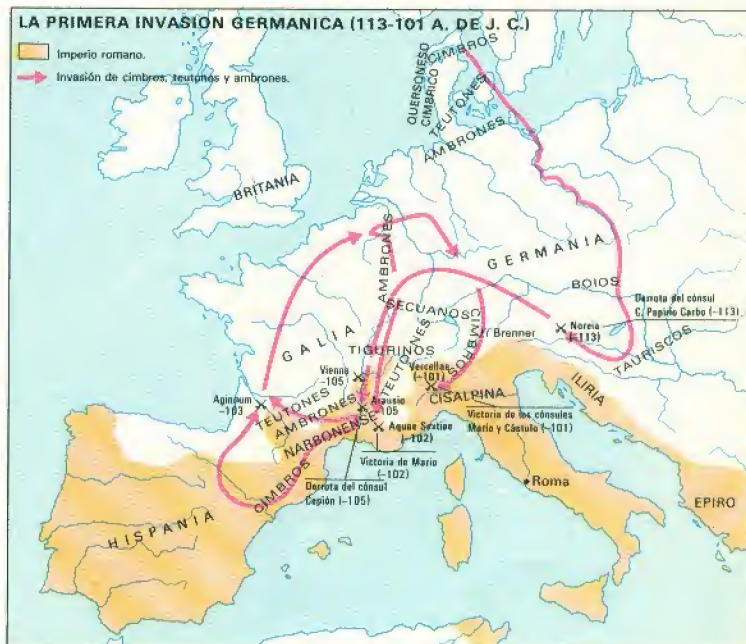 LA PRIMERA INVASION GERMANICA (113-101 A. DE J. C.)
Imperio romano.
Invasión de cimbros, teutones y ambrones.
CIMBROS
QUERSONESO
CIMBRICO
TEUTONES
AMBRONES
BRITANIA
AMBRONES
GERMANIA
BOIOS
SECUANOS
Derrota del cónsul
C. Papirio Carbo (-113).
Noreia
(-113)
TAURISCOS
GALIA
TIGURINOS
TEUTONES
CIMBROS
Brenner
Vienna
-105
Vercellae
(-101)
ILIRIA
Aginnum
-103
TEUTONES
AMBRONES
Arausio
-105
CISALPINA
NARBONENSE
Aquae Sextiae
(-102)
Victoria de los cónsules
Mario y Cástulo (-101)
Victoria de Mario
(-102)
CIMBROS
Derrota del cónsul
Cepión (-105)
Roma
HISPANIA
EPIRO